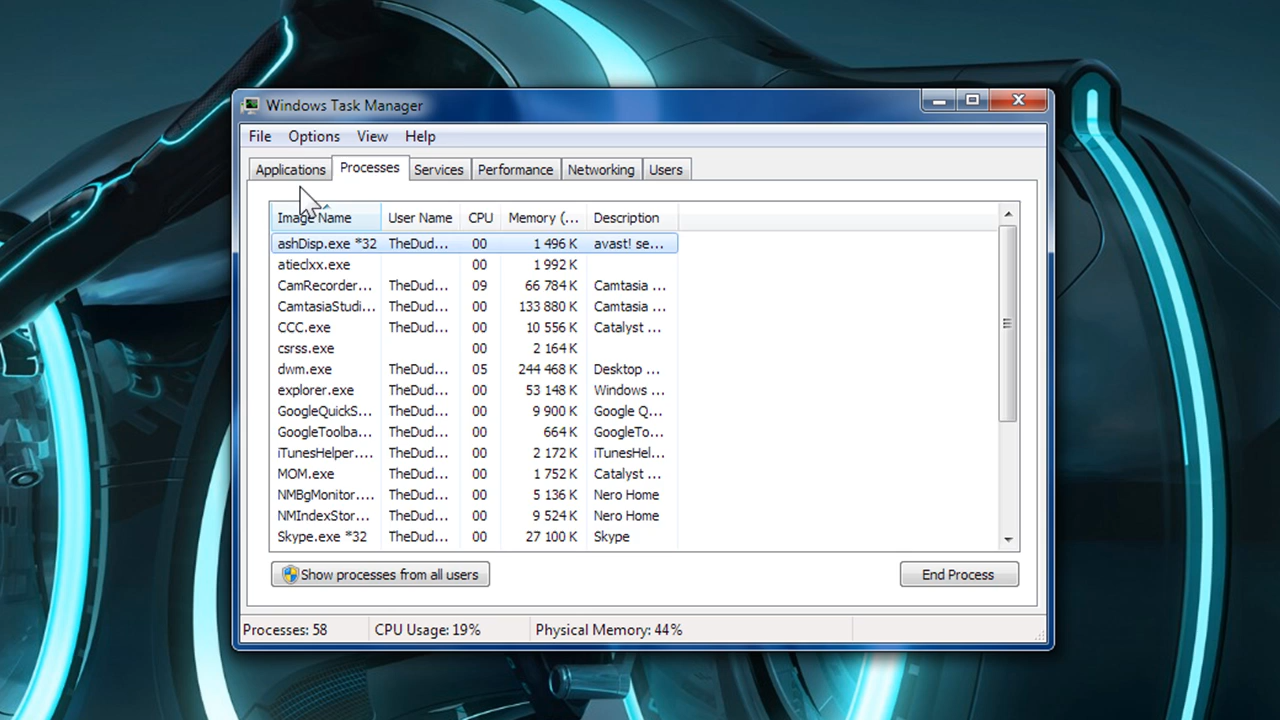 Windows Task Manager
File Options View Help
Applications Processes Services Performance Networking Users
Image Name User Name CPU Memory (... Description
ashDisp.exe *32 TheDud... 00 1 496 K avast! se...
atieclxx.exe 00 1 992 K
CamRecorder... TheDud... 09 66 784 K Camtasia ...
CamtasiaStudi... TheDud... 00 133 880 K Camtasia ...
CCC.exe TheDud... 00 10 556 K Catalyst ...
csrss.exe 00 2 164 K
dwm.exe TheDud... 05 244 468 K Desktop ...
explorer.exe TheDud... 00 53 148 K Windows ...
GoogleQuickS... TheDud... 00 9 900 K Google Q...
GoogleToolba... TheDud... 00 664 K GoogleTo...
iTunesHelper.... TheDud... 00 2 172 K iTunesHel...
MOM.exe TheDud... 00 1 752 K Catalyst ...
NMBgMonitor.... TheDud... 00 5 136 K Nero Home
NMIndexStor... TheDud... 00 9 524 K Nero Home
Skype.exe *32 TheDud... 00 27 100 K Skype
Show processes from all users End Process
Processes: 58 CPU Usage: 19% Physical Memory: 44%